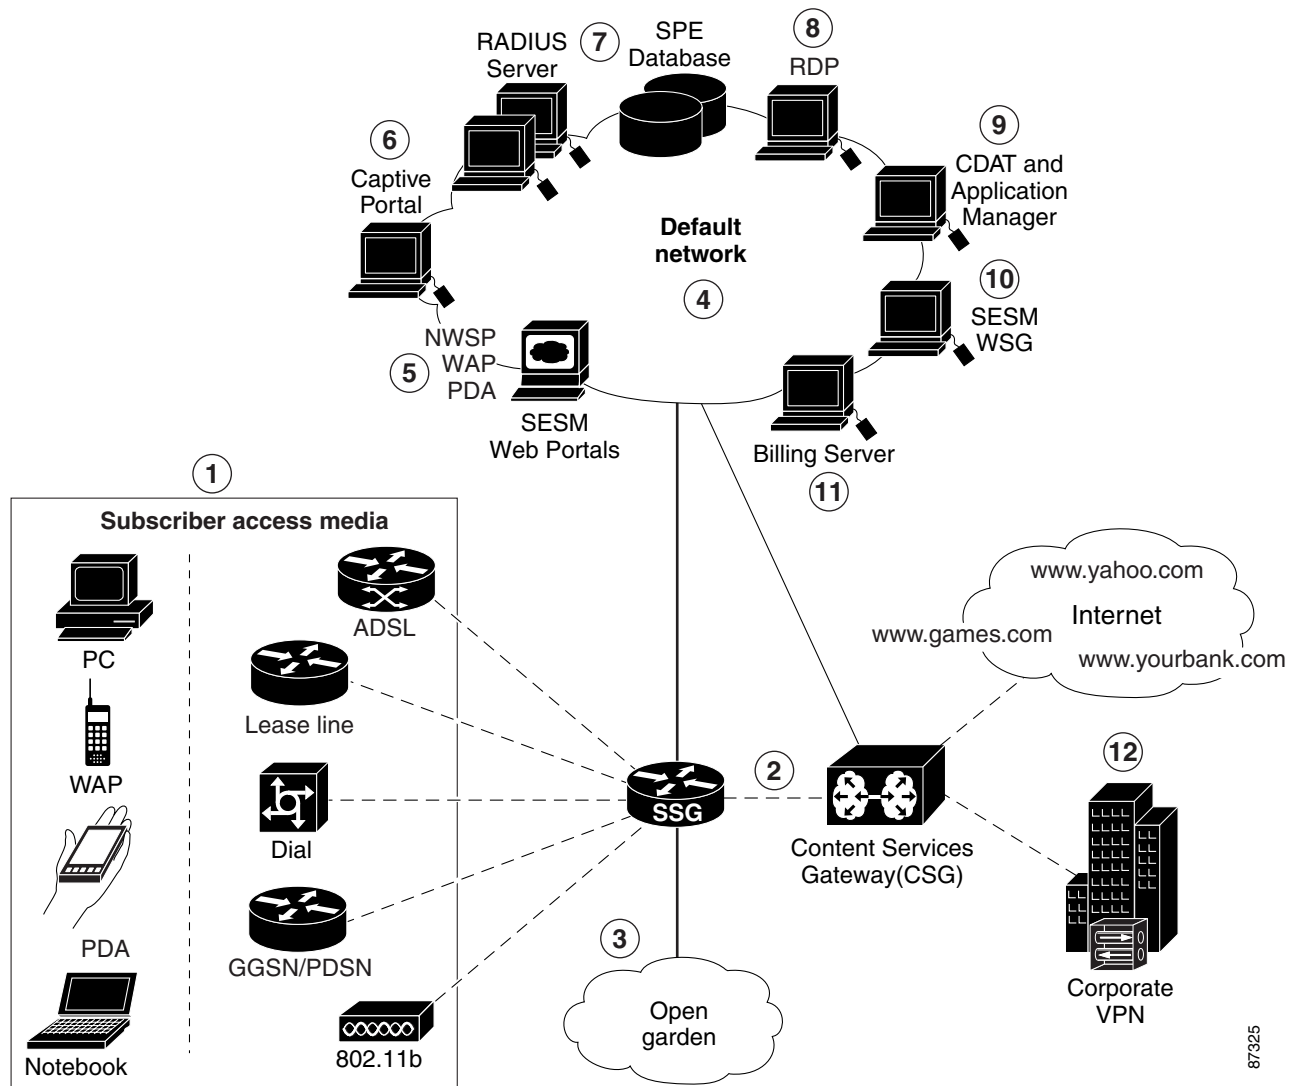 RADIUS
Server
7
SPE
Database
8
RDP
6
Captive
Portal
9
CDAT and
Application
Manager
Default
network
4
10
SESM
WSG
5
NWSP
WAP
PDA
SESM
Web Portals
Billing Server
11
1
Subscriber access media
PC
WAP
PDA
Notebook
ADSL
Lease line
Dial
GGSN/PDSN
802.11b
SSG
2
Content Services
Gateway(CSG)
3
Open
garden
www.yahoo.com
Internet
www.games.com
www.yourbank.com
12
Corporate
VPN
87325